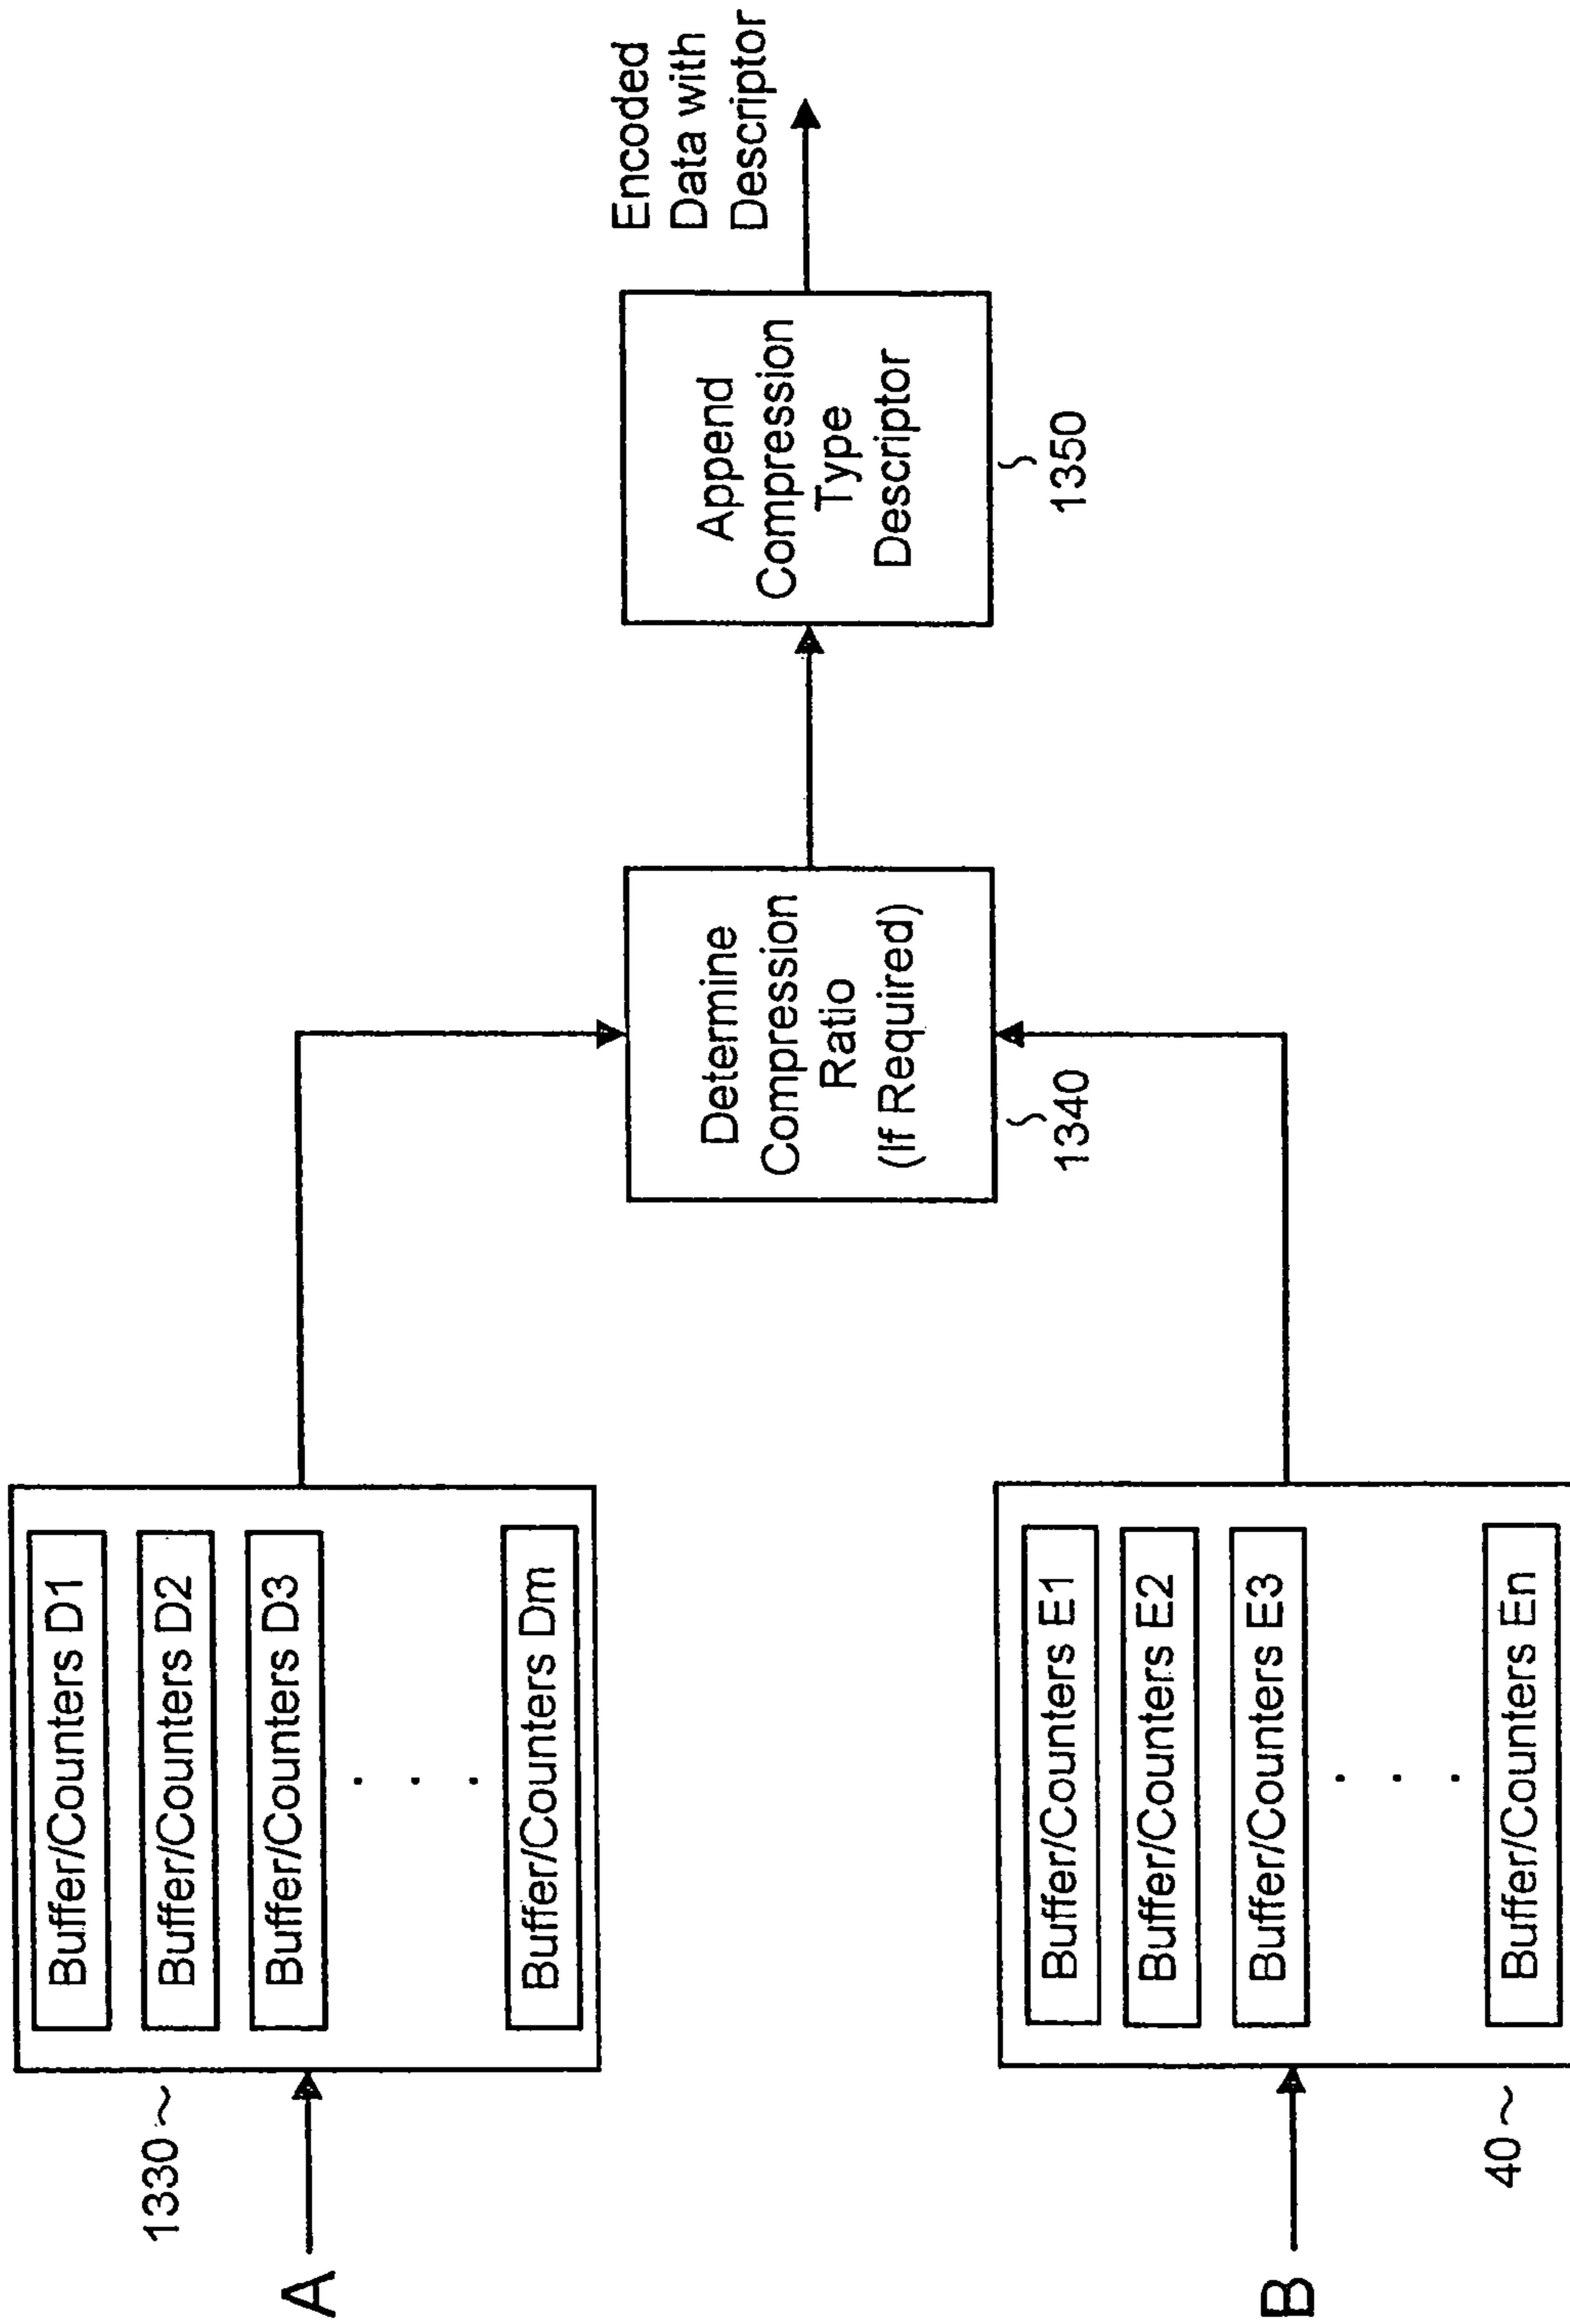 A
1330
Buffer/Counters D1
Buffer/Counters D2
Buffer/Counters D3
. . .
Buffer/Counters Dm
B
40
Buffer/Counters E1
Buffer/Counters E2
Buffer/Counters E3
. . .
Buffer/Counters En
Determine
Compression
Ratio
(If Required)
1340
Append
Compression
Type
Descriptor
1350
Encoded
Data with
Descriptor